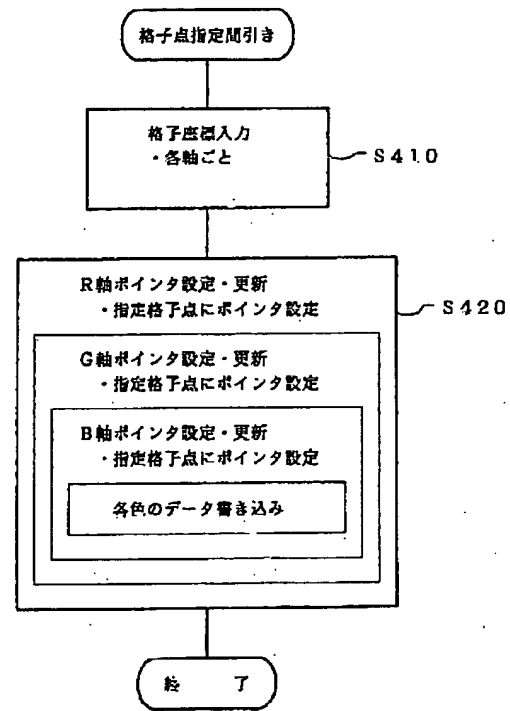 格子点指定間引き
格子座標入力
・各軸ごと
S410
R軸ポインタ設定・更新
・指定格子点にポインタ設定
S420
G軸ポインタ設定・更新
・指定格子点にポインタ設定
B軸ポインタ設定・更新
・指定格子点にポインタ設定
各色のデータ書き込み
終 了